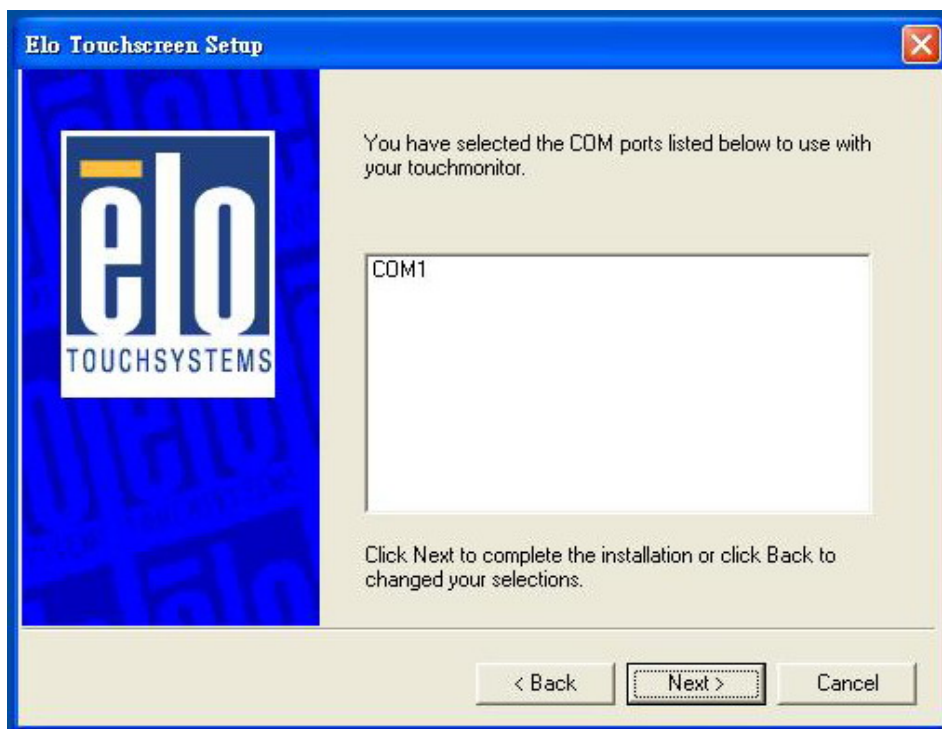 Elo Touchscreen Setup
elo
TOUCHSYSTEMS
You have selected the COM ports listed below to use with
your touchmonitor.
COM1
Click Next to complete the installation or click Back to
changed your selections.
< Back
Next >
Cancel